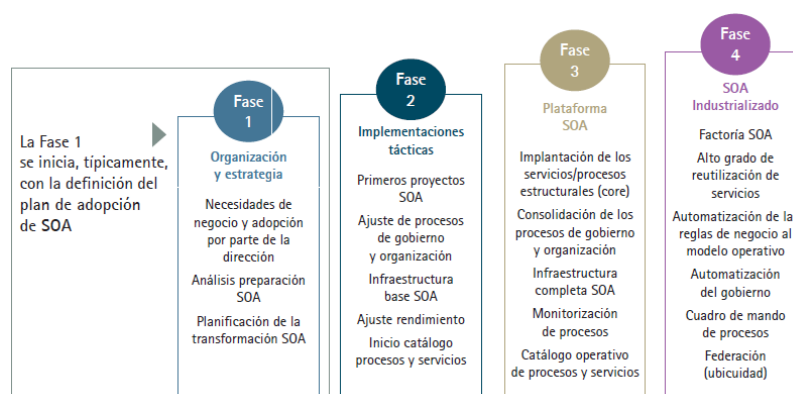 La Fase 1
se inicia, típicamente,
con la definición del
plan de adopción
de SOA
Fase
1
Organización
y estrategia
Necesidades de
negocio y adopción
por parte de la
dirección
Análisis preparación
SOA
Planificación de la
transformación SOA
Fase
2
Implementaciones
tácticas
Primeros proyectos
SOA
Ajuste de procesos
de gobierno
y organización
Infraestructura
base SOA
Ajuste rendimiento
Inicio catálogo
procesos y servicios
Fase
3
Plataforma
SOA
Implantación de los
servicios/procesos
estructurales (core)
Consolidación de los
procesos de gobierno
y organización
Infraestructura
completa SOA
Monitorización
de procesos
Catálogo operativo
de procesos y servicios
Fase
4
SOA
Industrializado
Factoría SOA
Alto grado de
reutilización de
servicios
Automatización de la
reglas de negocio al
modelo operativo
Automatización
del gobierno
Cuadro de mando
de procesos
Federación
(ubicuidad)